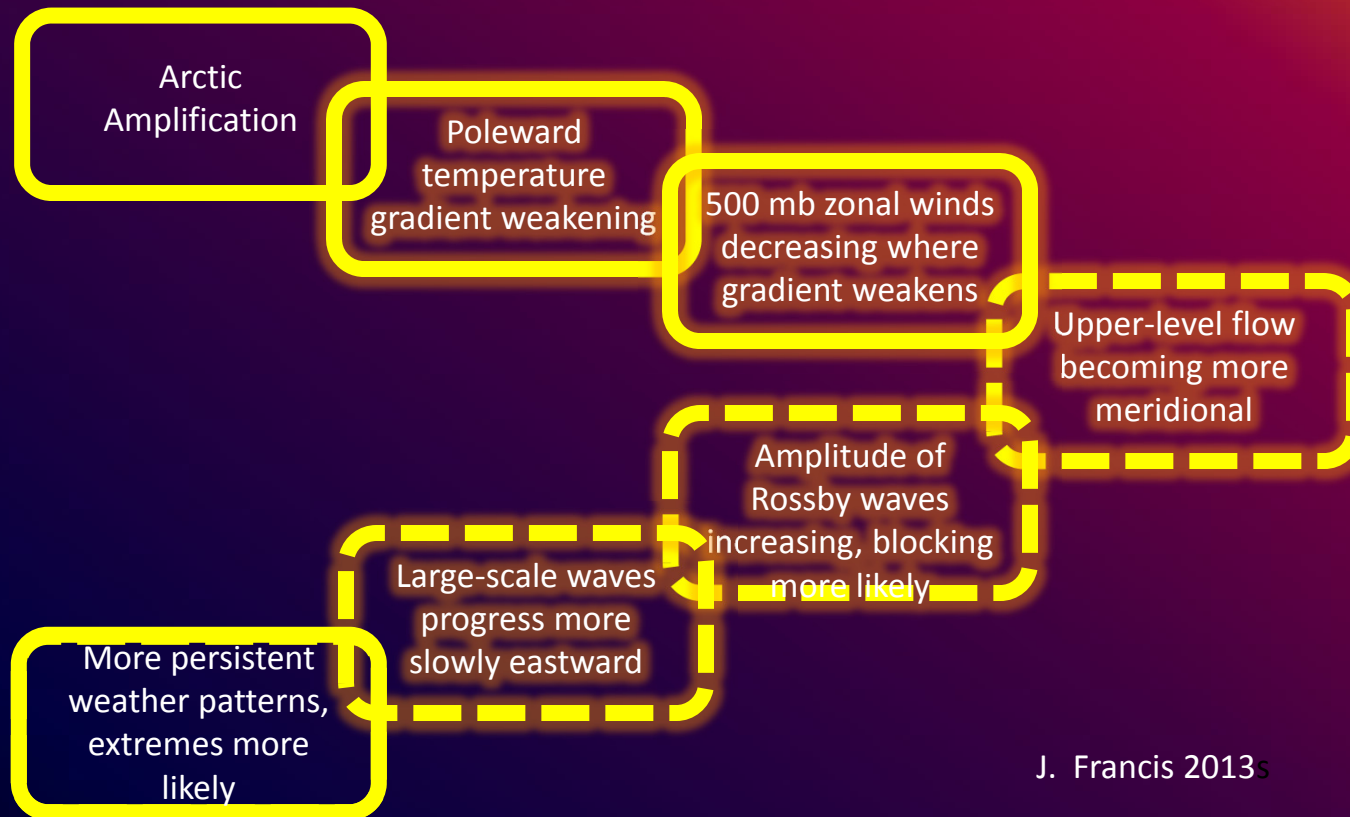 Arctic
Amplification
Poleward
temperature
gradient weakening
500 mb zonal winds
decreasing where
gradient weakens
Upper-level flow
becoming more
meridional
Amplitude of
Rossby waves
increasing, blocking
more likely
Large-scale waves
progress more
slowly eastward
More persistent
weather patterns,
extremes more
likely
J. Francis 2013s